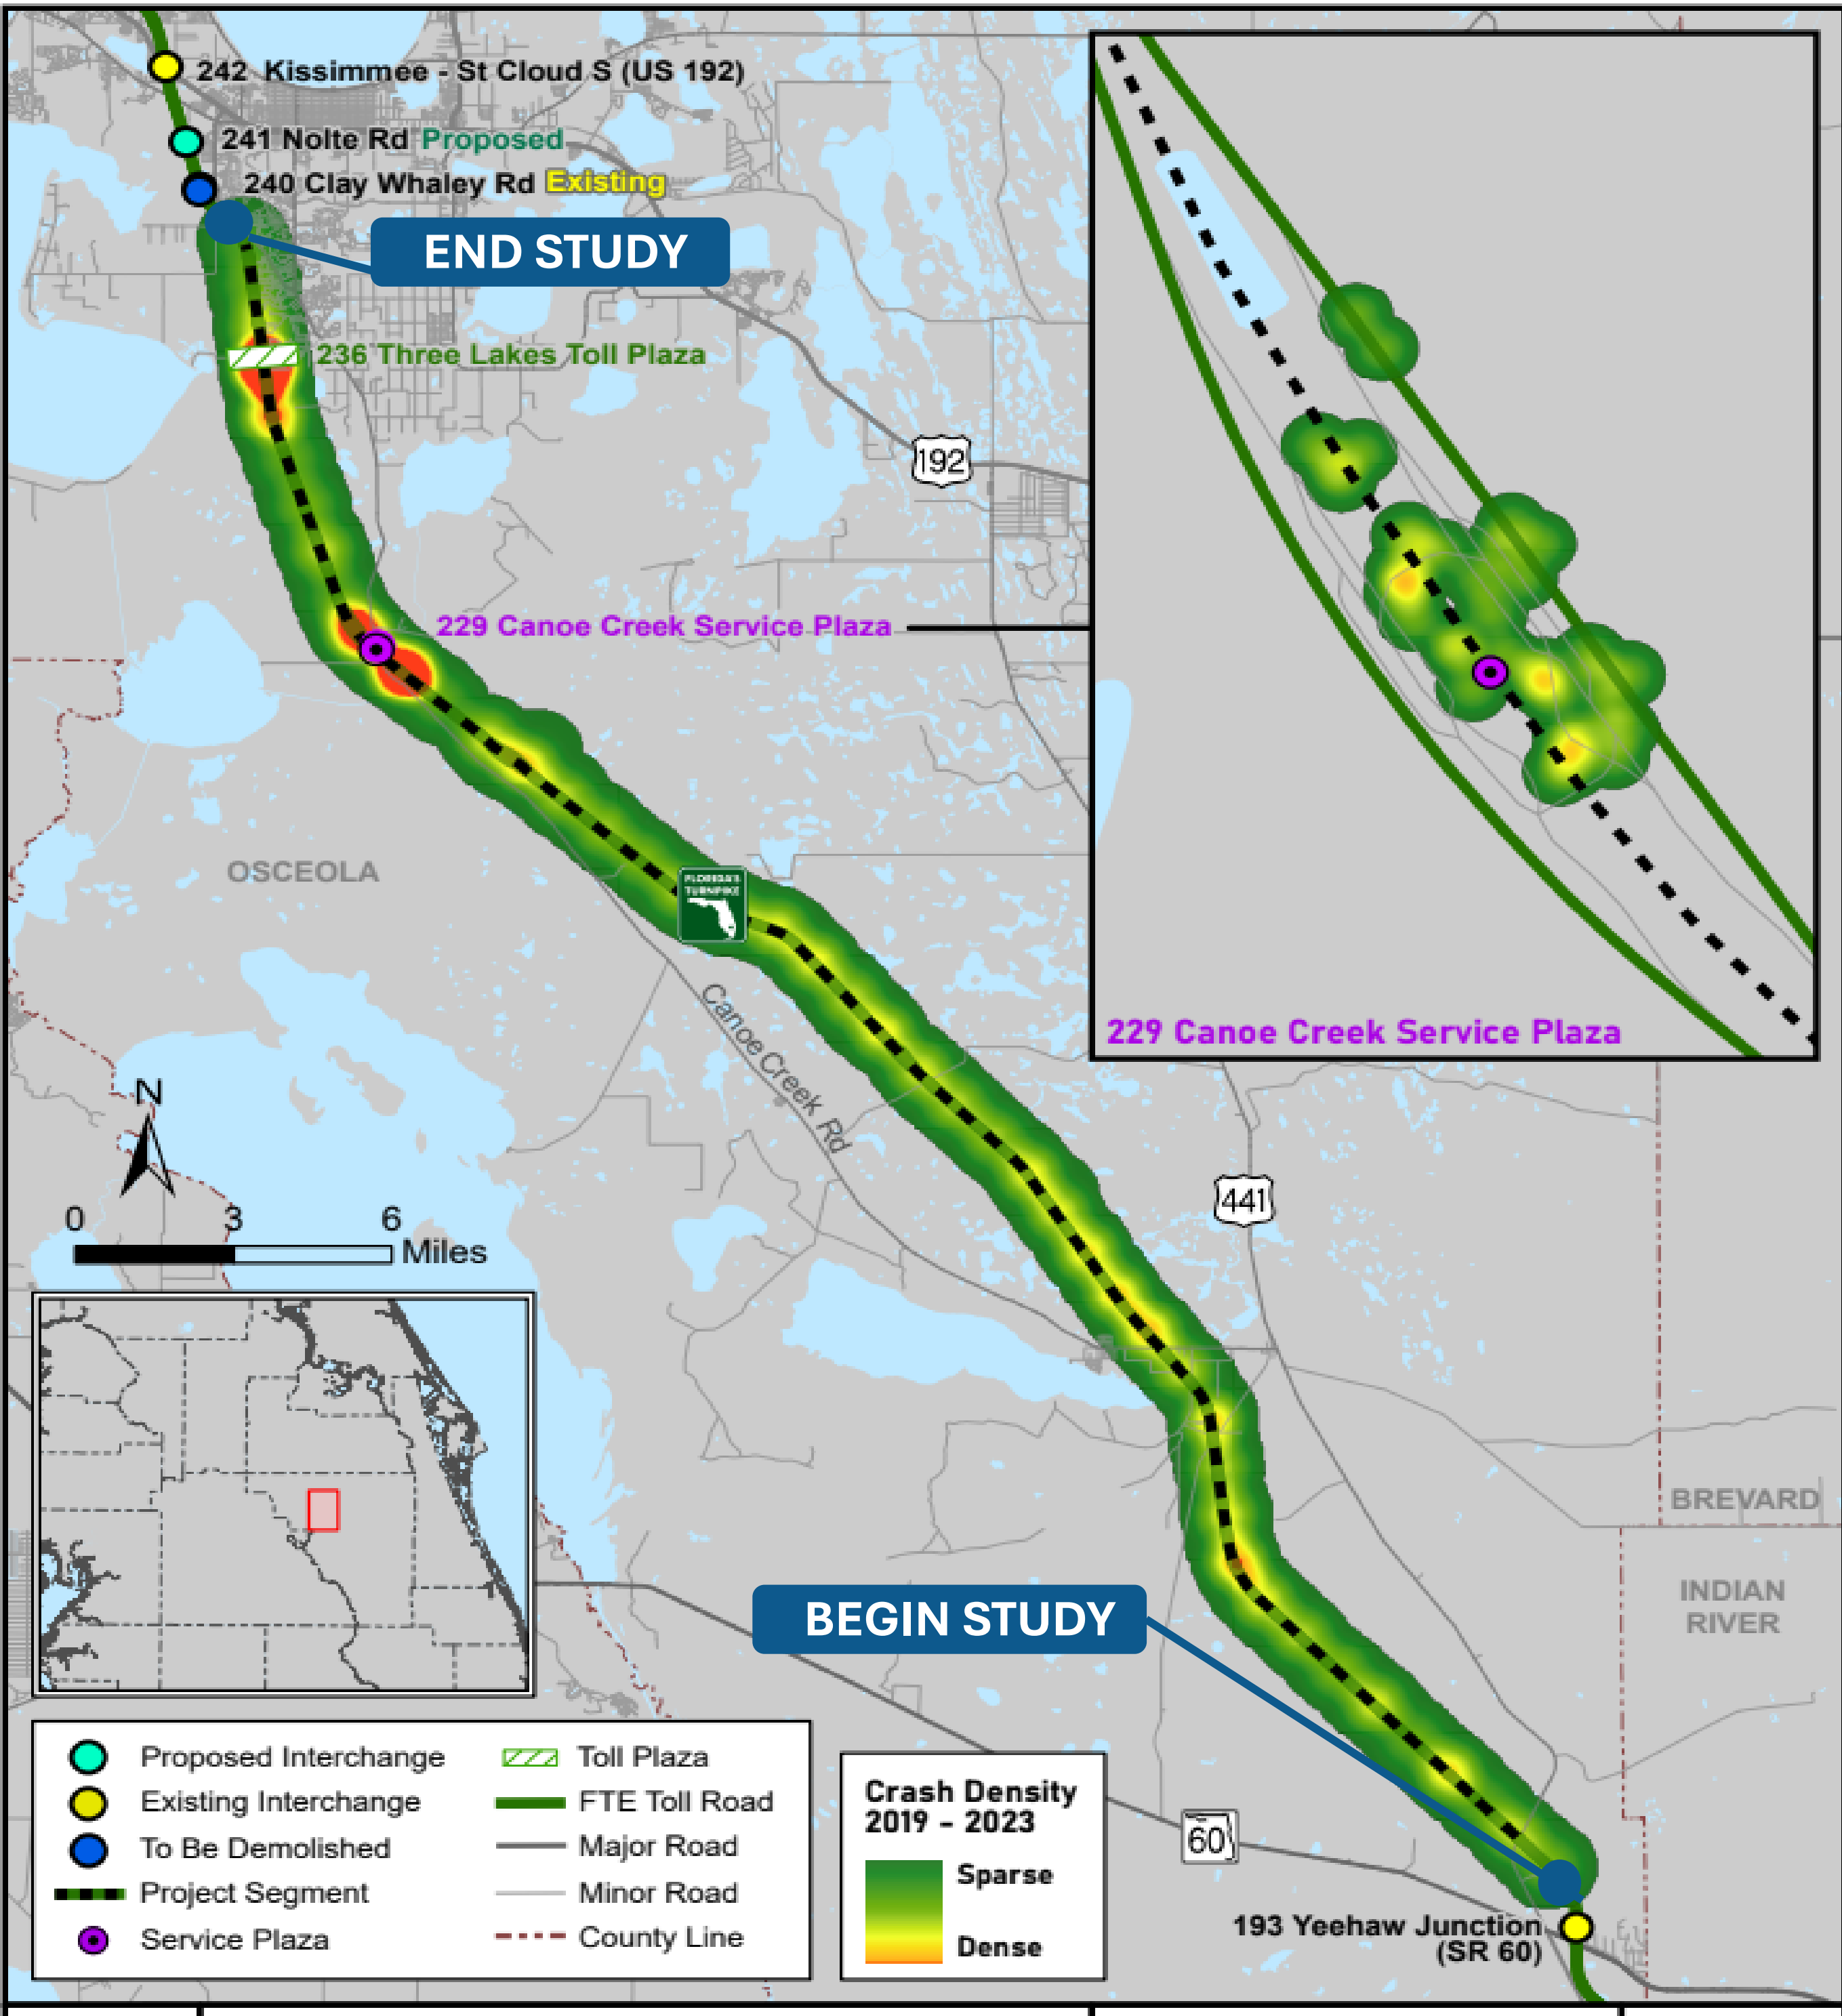 242 Kissimmee - St Cloud S (US 192)
241 Nolte Rd Proposed
240 Clay Whaley Rd Existing
END STUDY
236 Three Lakes Toll Plaza
192
229 Canoe Creek Service Plaza
229 Canoe Creek Service Plaza
OSCEOLA
FLORIDA'S
TURNPIKE
Canoe Creek Rd
N
0 3 6
Miles
441
BREVARD
INDIAN
RIVER
BEGIN STUDY
60
193 Yeehaw Junction
(SR 60)
Proposed Interchange
Existing Interchange
To Be Demolished
Project Segment
Service Plaza
Toll Plaza
FTE Toll Road
Major Road
Minor Road
County Line
Crash Density
2019 - 2023
Sparse
Dense